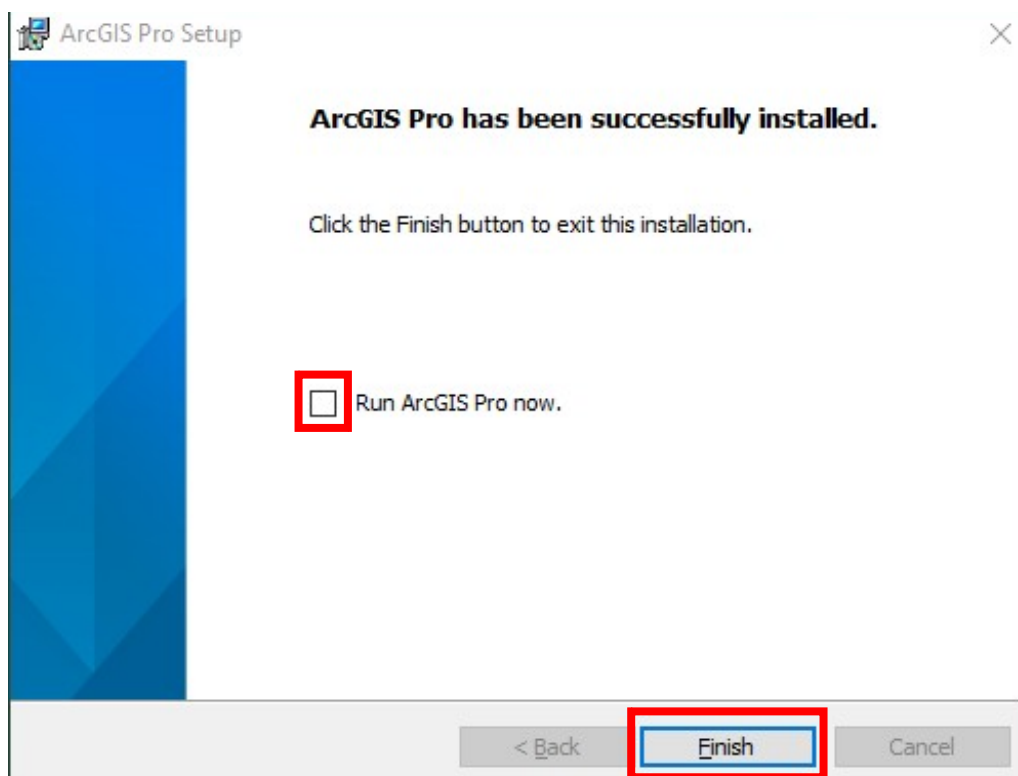 ArcGIS Pro Setup
ArcGIS Pro has been successfully installed.
Click the Finish button to exit this installation.
Run ArcGIS Pro now.
< Back Finish Cancel